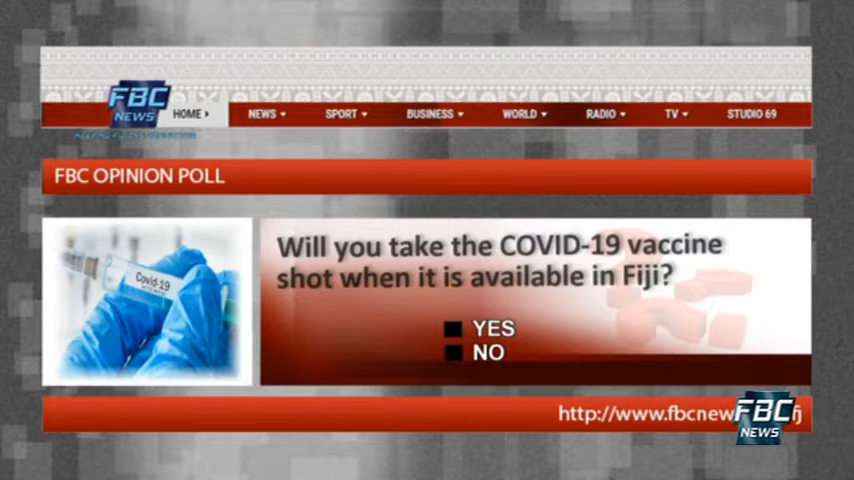 FBC
NEWS
HOME
NEWS
SPORT
BUSINESS
WORLD
RADIO
TV
STUDIO 69
FBC OPINION POLL
Covid-19
Will you take the COVID-19 vaccine
shot when it is available in Fiji?
YES
NO
http://www.fbcnew
FBC
NEWS